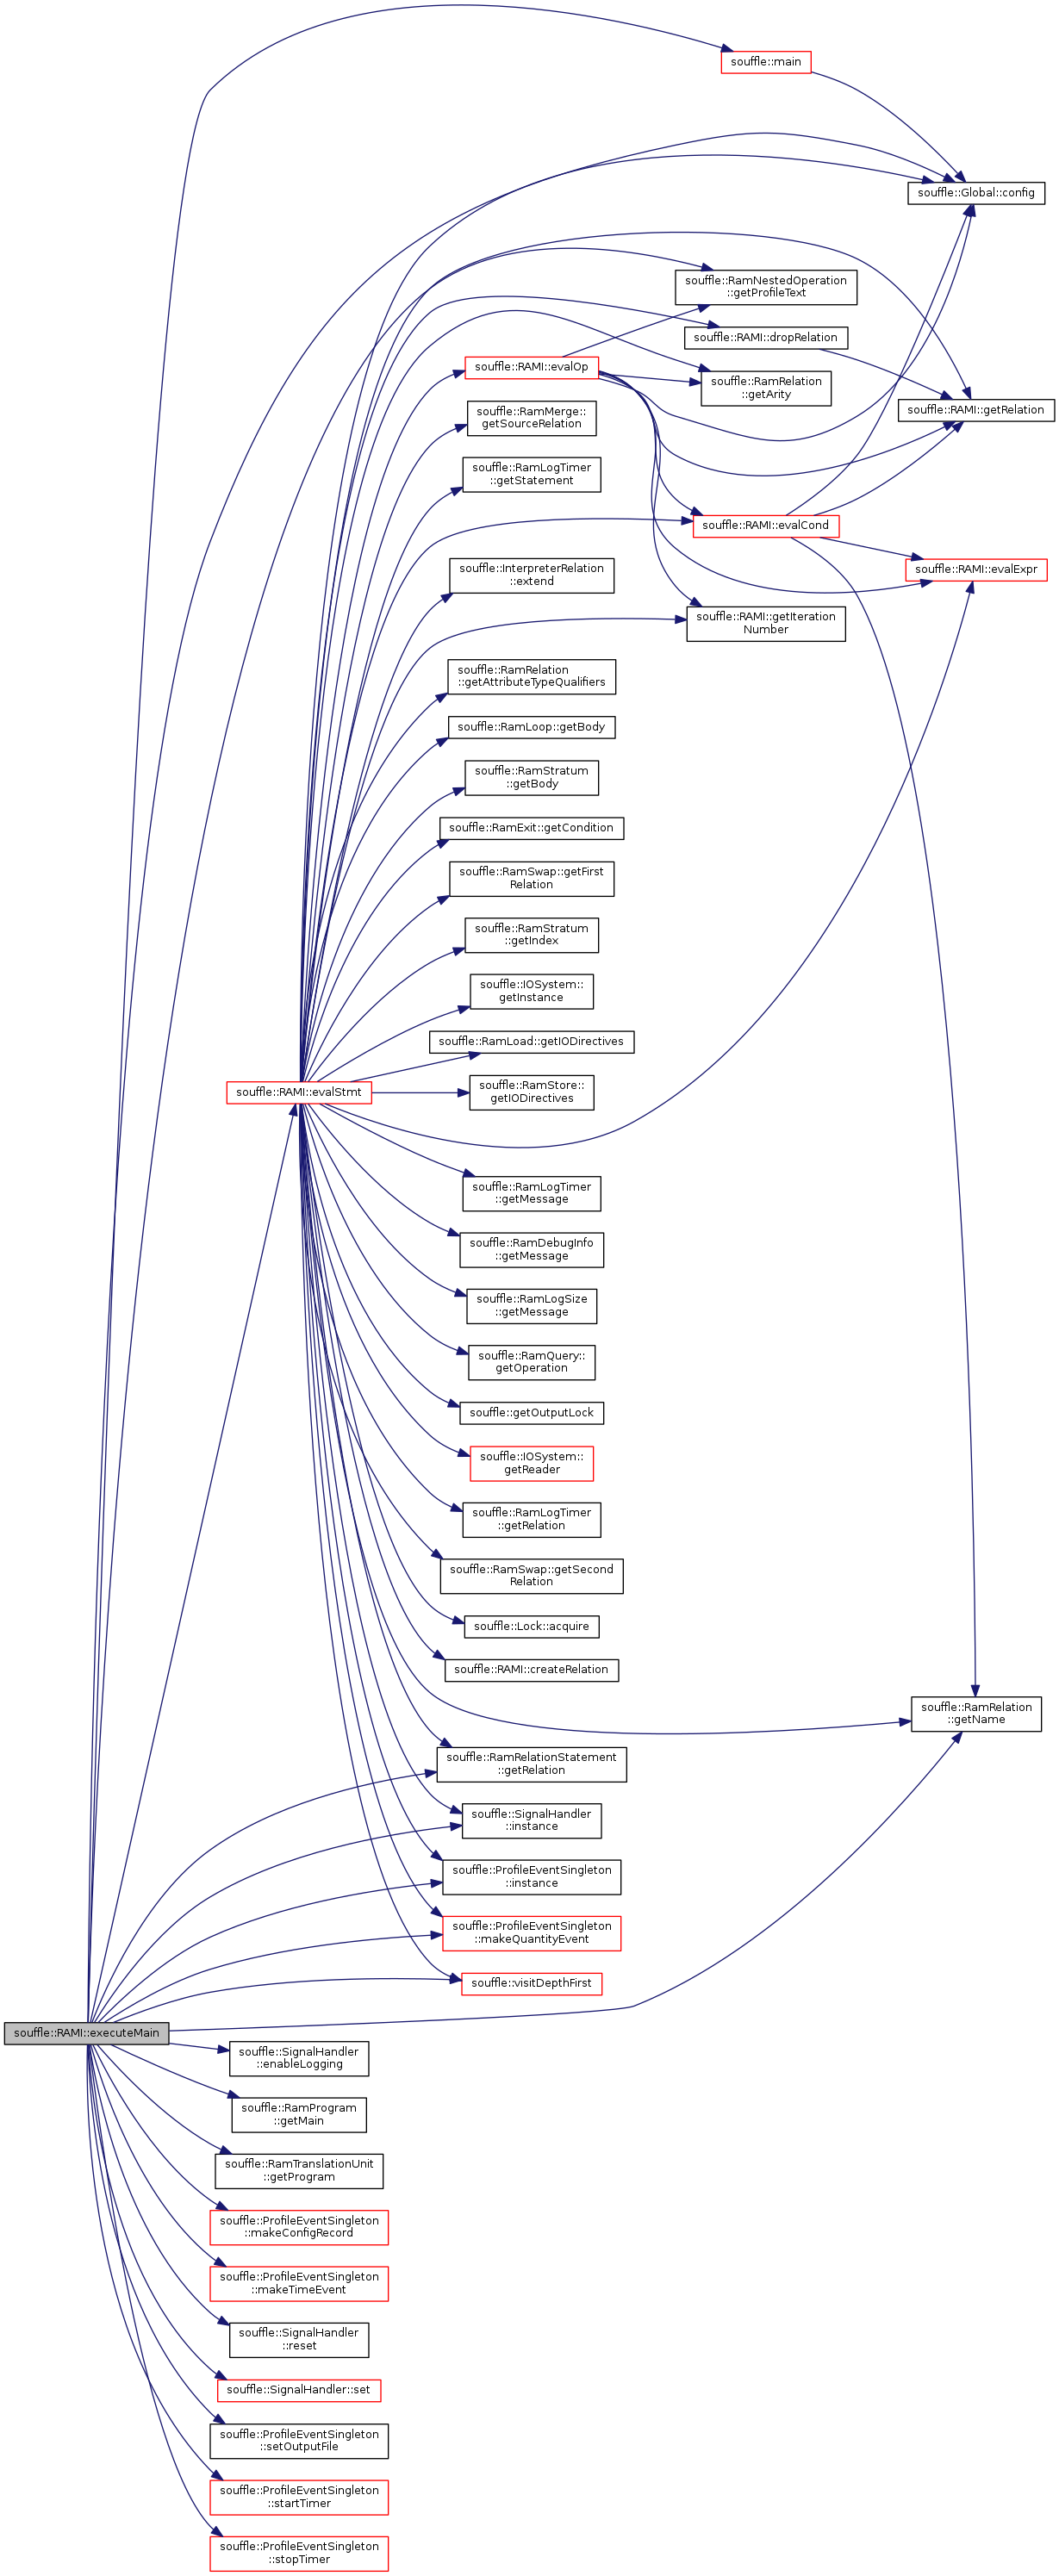 souffle::main
souffle::Global::config
souffle::RamNestedOperation
::getProfileText
souffle::RAMI::dropRelation
souffle::RAMI::evalOp
souffle::RamRelation
::getArity
souffle::RAMI::getRelation
souffle::RamMerge::
getSourceRelation
souffle::RamLogTimer
::getStatement
souffle::RAMI::evalCond
souffle::InterpreterRelation
::extend
souffle::RAMI::evalExpr
souffle::RAMI::getIteration
Number
souffle::RamRelation
::getAttributeTypeQualifiers
souffle::RamLoop::getBody
souffle::RamStratum
::getBody
souffle::RamExit::getCondition
souffle::RamSwap::getFirst
Relation
souffle::RamStratum
::getIndex
souffle::IOSystem::
getInstance
souffle::RamLoad::getIODirectives
souffle::RAMI::evalStmt
souffle::RamStore::
getIODirectives
souffle::RamLogTimer
::getMessage
souffle::RamDebugInfo
::getMessage
souffle::RamLogSize
::getMessage
souffle::RamQuery::
getOperation
souffle::getOutputLock
souffle::IOSystem::
getReader
souffle::RamLogTimer
::getRelation
souffle::RamSwap::getSecond
Relation
souffle::Lock::acquire
souffle::RAMI::createRelation
souffle::RamRelation
::getName
souffle::RamRelationStatement
::getRelation
souffle::SignalHandler
::instance
souffle::ProfileEventSingleton
::instance
souffle::ProfileEventSingleton
::makeQuantityEvent
souffle::visitDepthFirst
souffle::RAMI::executeMain
souffle::SignalHandler
::enableLogging
souffle::RamProgram
::getMain
souffle::RamTranslationUnit
::getProgram
souffle::ProfileEventSingleton
::makeConfigRecord
souffle::ProfileEventSingleton
::makeTimeEvent
souffle::SignalHandler
::reset
souffle::SignalHandler::set
souffle::ProfileEventSingleton
::setOutputFile
souffle::ProfileEventSingleton
::startTimer
souffle::ProfileEventSingleton
::stopTimer